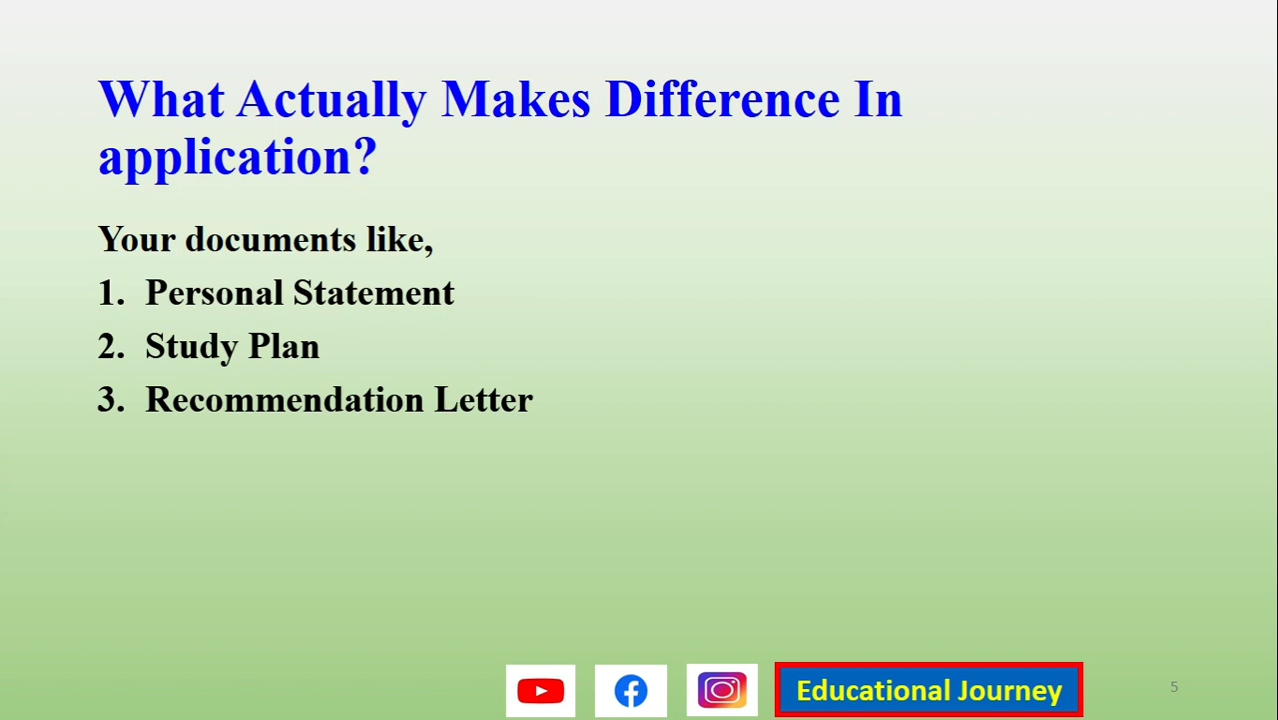 What Actually Makes Difference In
application?
Your documents like,
1. Personal Statement
2. Study Plan
3. Recommendation Letter
Educational Journey
5